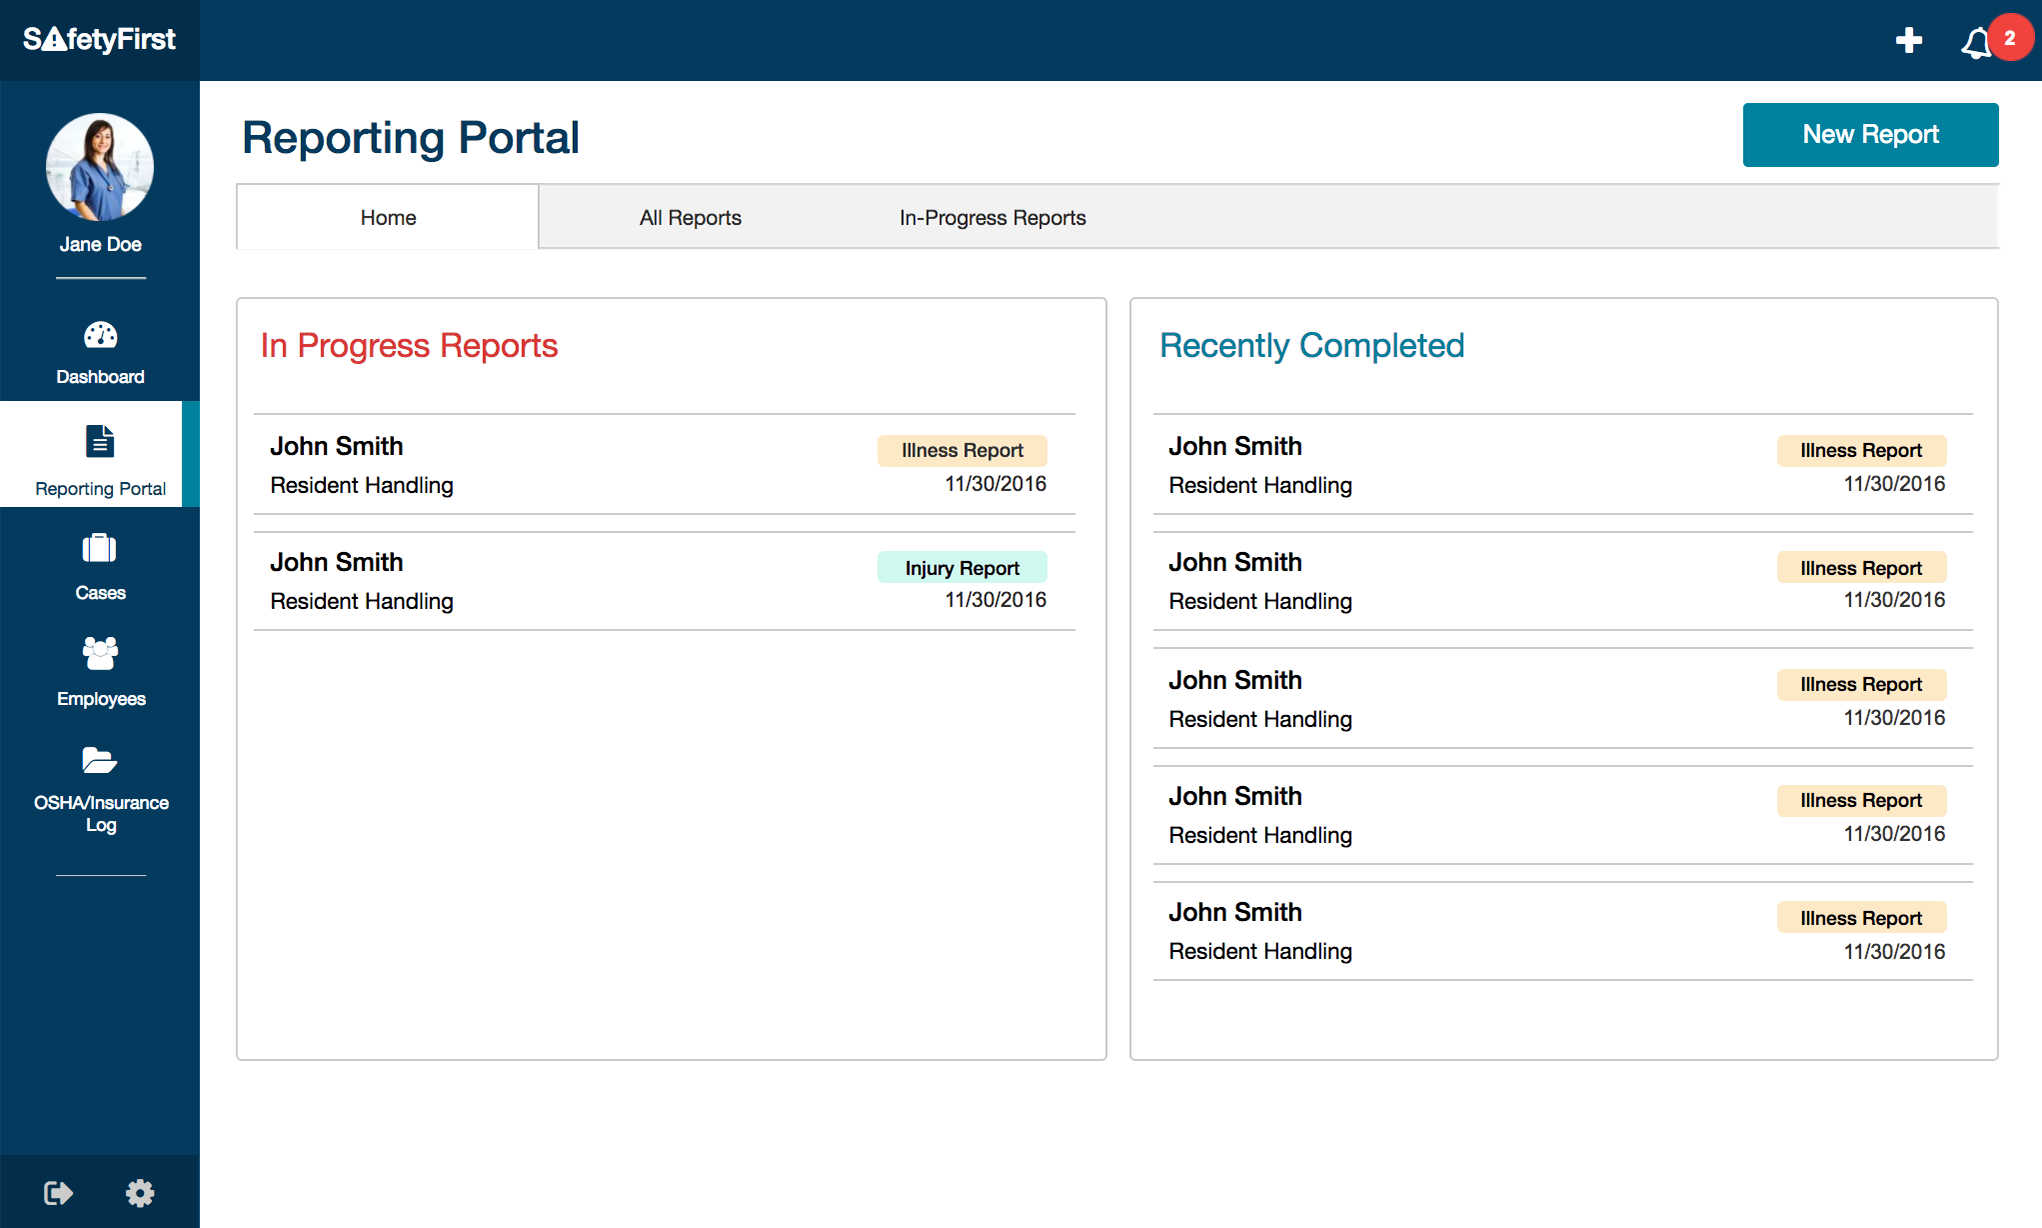 SAfetyFirst
2
Jane Doe
Dashboard
Reporting Portal
Cases
Employees
OSHA/Insurance
Log
Reporting Portal
New Report
Home
All Reports
In-Progress Reports
In Progress Reports
John Smith
Illness Report
Resident Handling
11/30/2016
John Smith
Injury Report
Resident Handling
11/30/2016
Recently Completed
John Smith
Illness Report
Resident Handling
11/30/2016
John Smith
Illness Report
Resident Handling
11/30/2016
John Smith
Illness Report
Resident Handling
11/30/2016
John Smith
Illness Report
Resident Handling
11/30/2016
John Smith
Illness Report
Resident Handling
11/30/2016